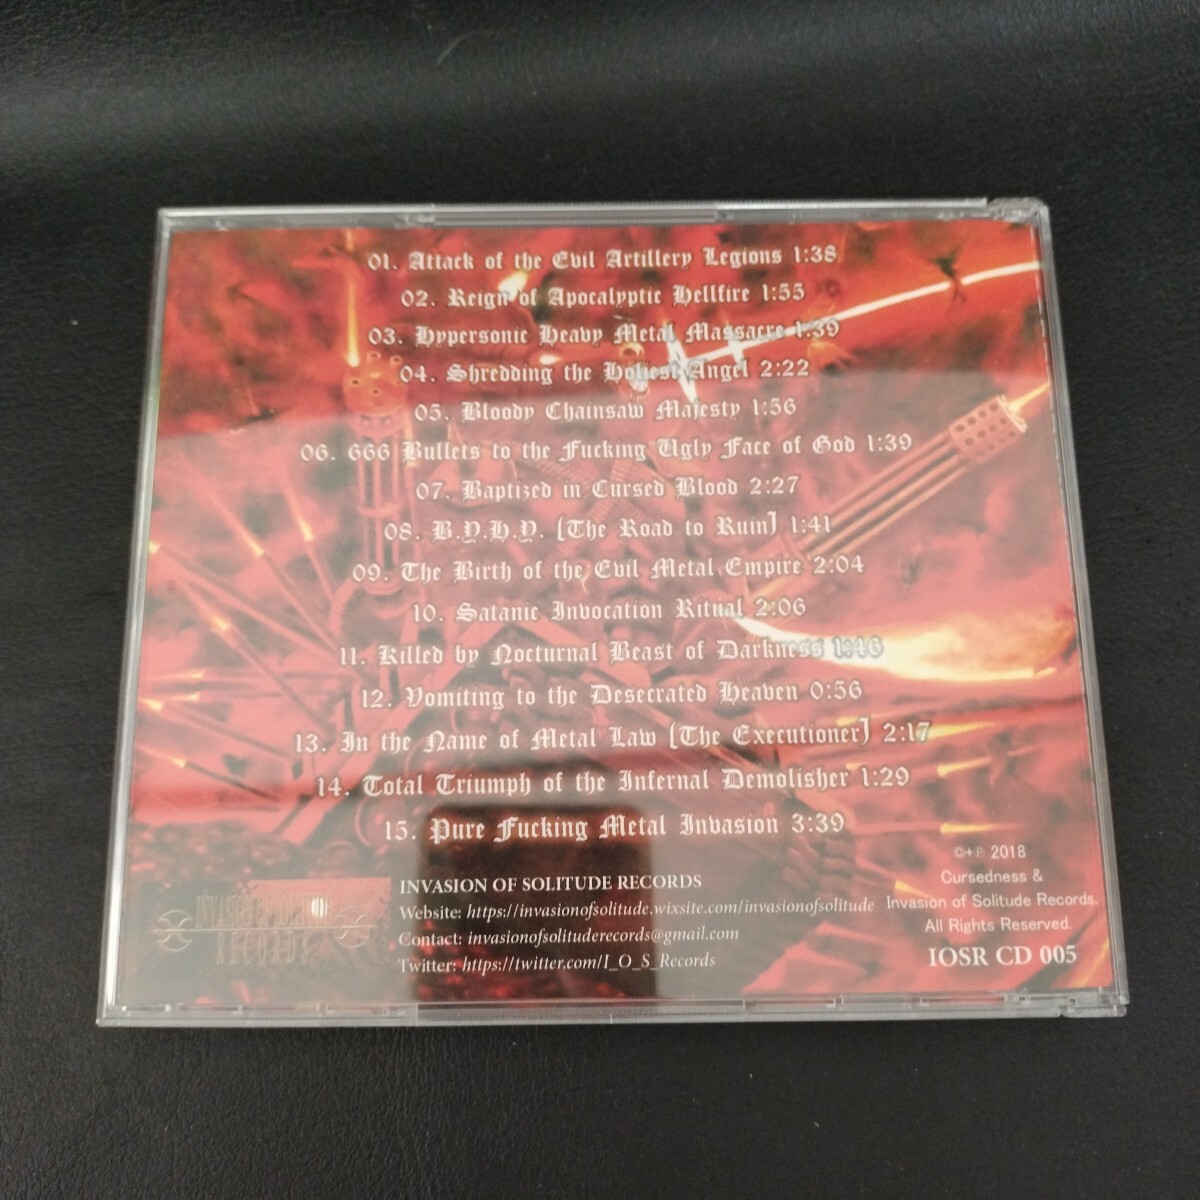 01. Attack of the Evil Artillery Legions 1:38
02. Reign of Apocalyptic Hellfire 1:55
03. Hypersonic Heavy Metal Massacre 1:39
04. Shredding the Holiest Angel 2:22
05. Bloody Chainsaw Majesty 1:56
06. 666 Bullets to the Fucking Ugly Face of God 1:39
07. Baptized in Cursed Blood 2:27
08. B.Y.H.Y. [The Road to Ruin] 1:41
09. The Birth of the Evil Metal Empire 2:04
10. Satanic Invocation Ritual 2:06
11. Killed by Nocturnal Beast of Darkness 1:46
12. Vomiting to the Desecrated Heaven 0:56
13. In the Name of Metal Law [The Executioner] 2:17
14. Total Triumph of the Infernal Demolisher 1:29
15. Pure Fucking Metal Invasion 3:39
INVASION OF SOLITUDE
RECORDS
INVASION OF SOLITUDE RECORDS
Website: https://invasionofsolitude.wixsite.com/invasionofsolitude
Contact: invasionofsolituderecords@gmail.com
Twitter: https://twitter.com/I_O_S_Records
©+℗ 2018
Cursedness &
Invasion of Solitude Records.
All Rights Reserved.
IOSR CD 005